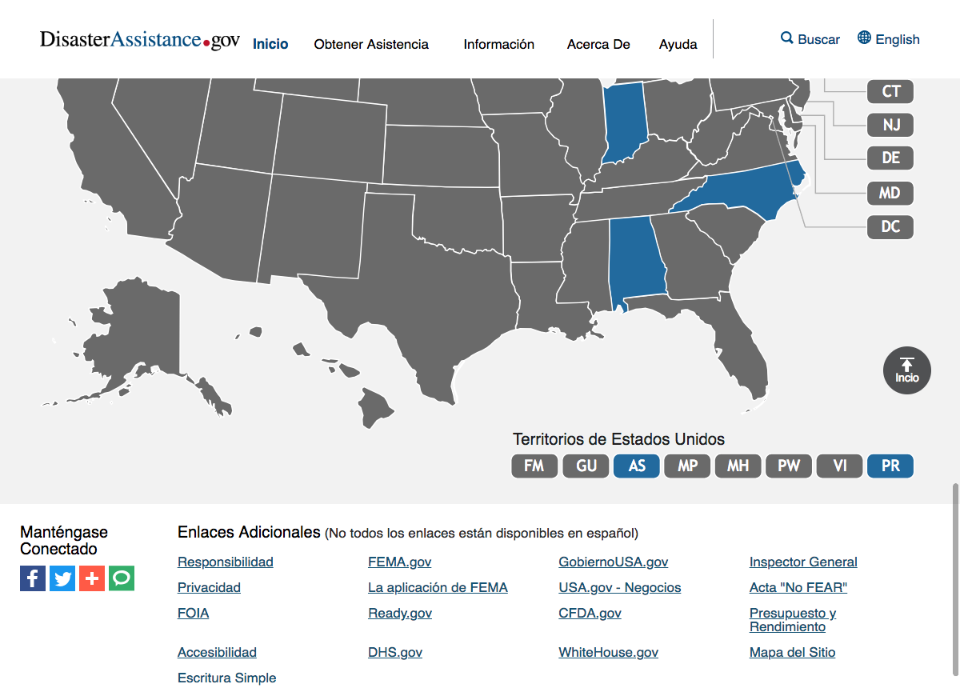 DisasterAssistance.gov Inicio Obtener Asistencia Información Acerca De Ayuda Buscar English
CT
NJ
DE
MD
DC
Incio
Territorios de Estados Unidos
FM GU AS MP MH PW VI PR
Manténgase
Conectado
Enlaces Adicionales (No todos los enlaces están disponibles en español)
Responsibilidad FEMA.gov GobiernoUSA.gov Inspector General
Privacidad La aplicación de FEMA USA.gov - Negocios Acta "No FEAR"
FOIA Ready.gov CFDA.gov Presupuesto y
Rendimiento
Accesibilidad DHS.gov WhiteHouse.gov Mapa del Sitio
Escritura Simple